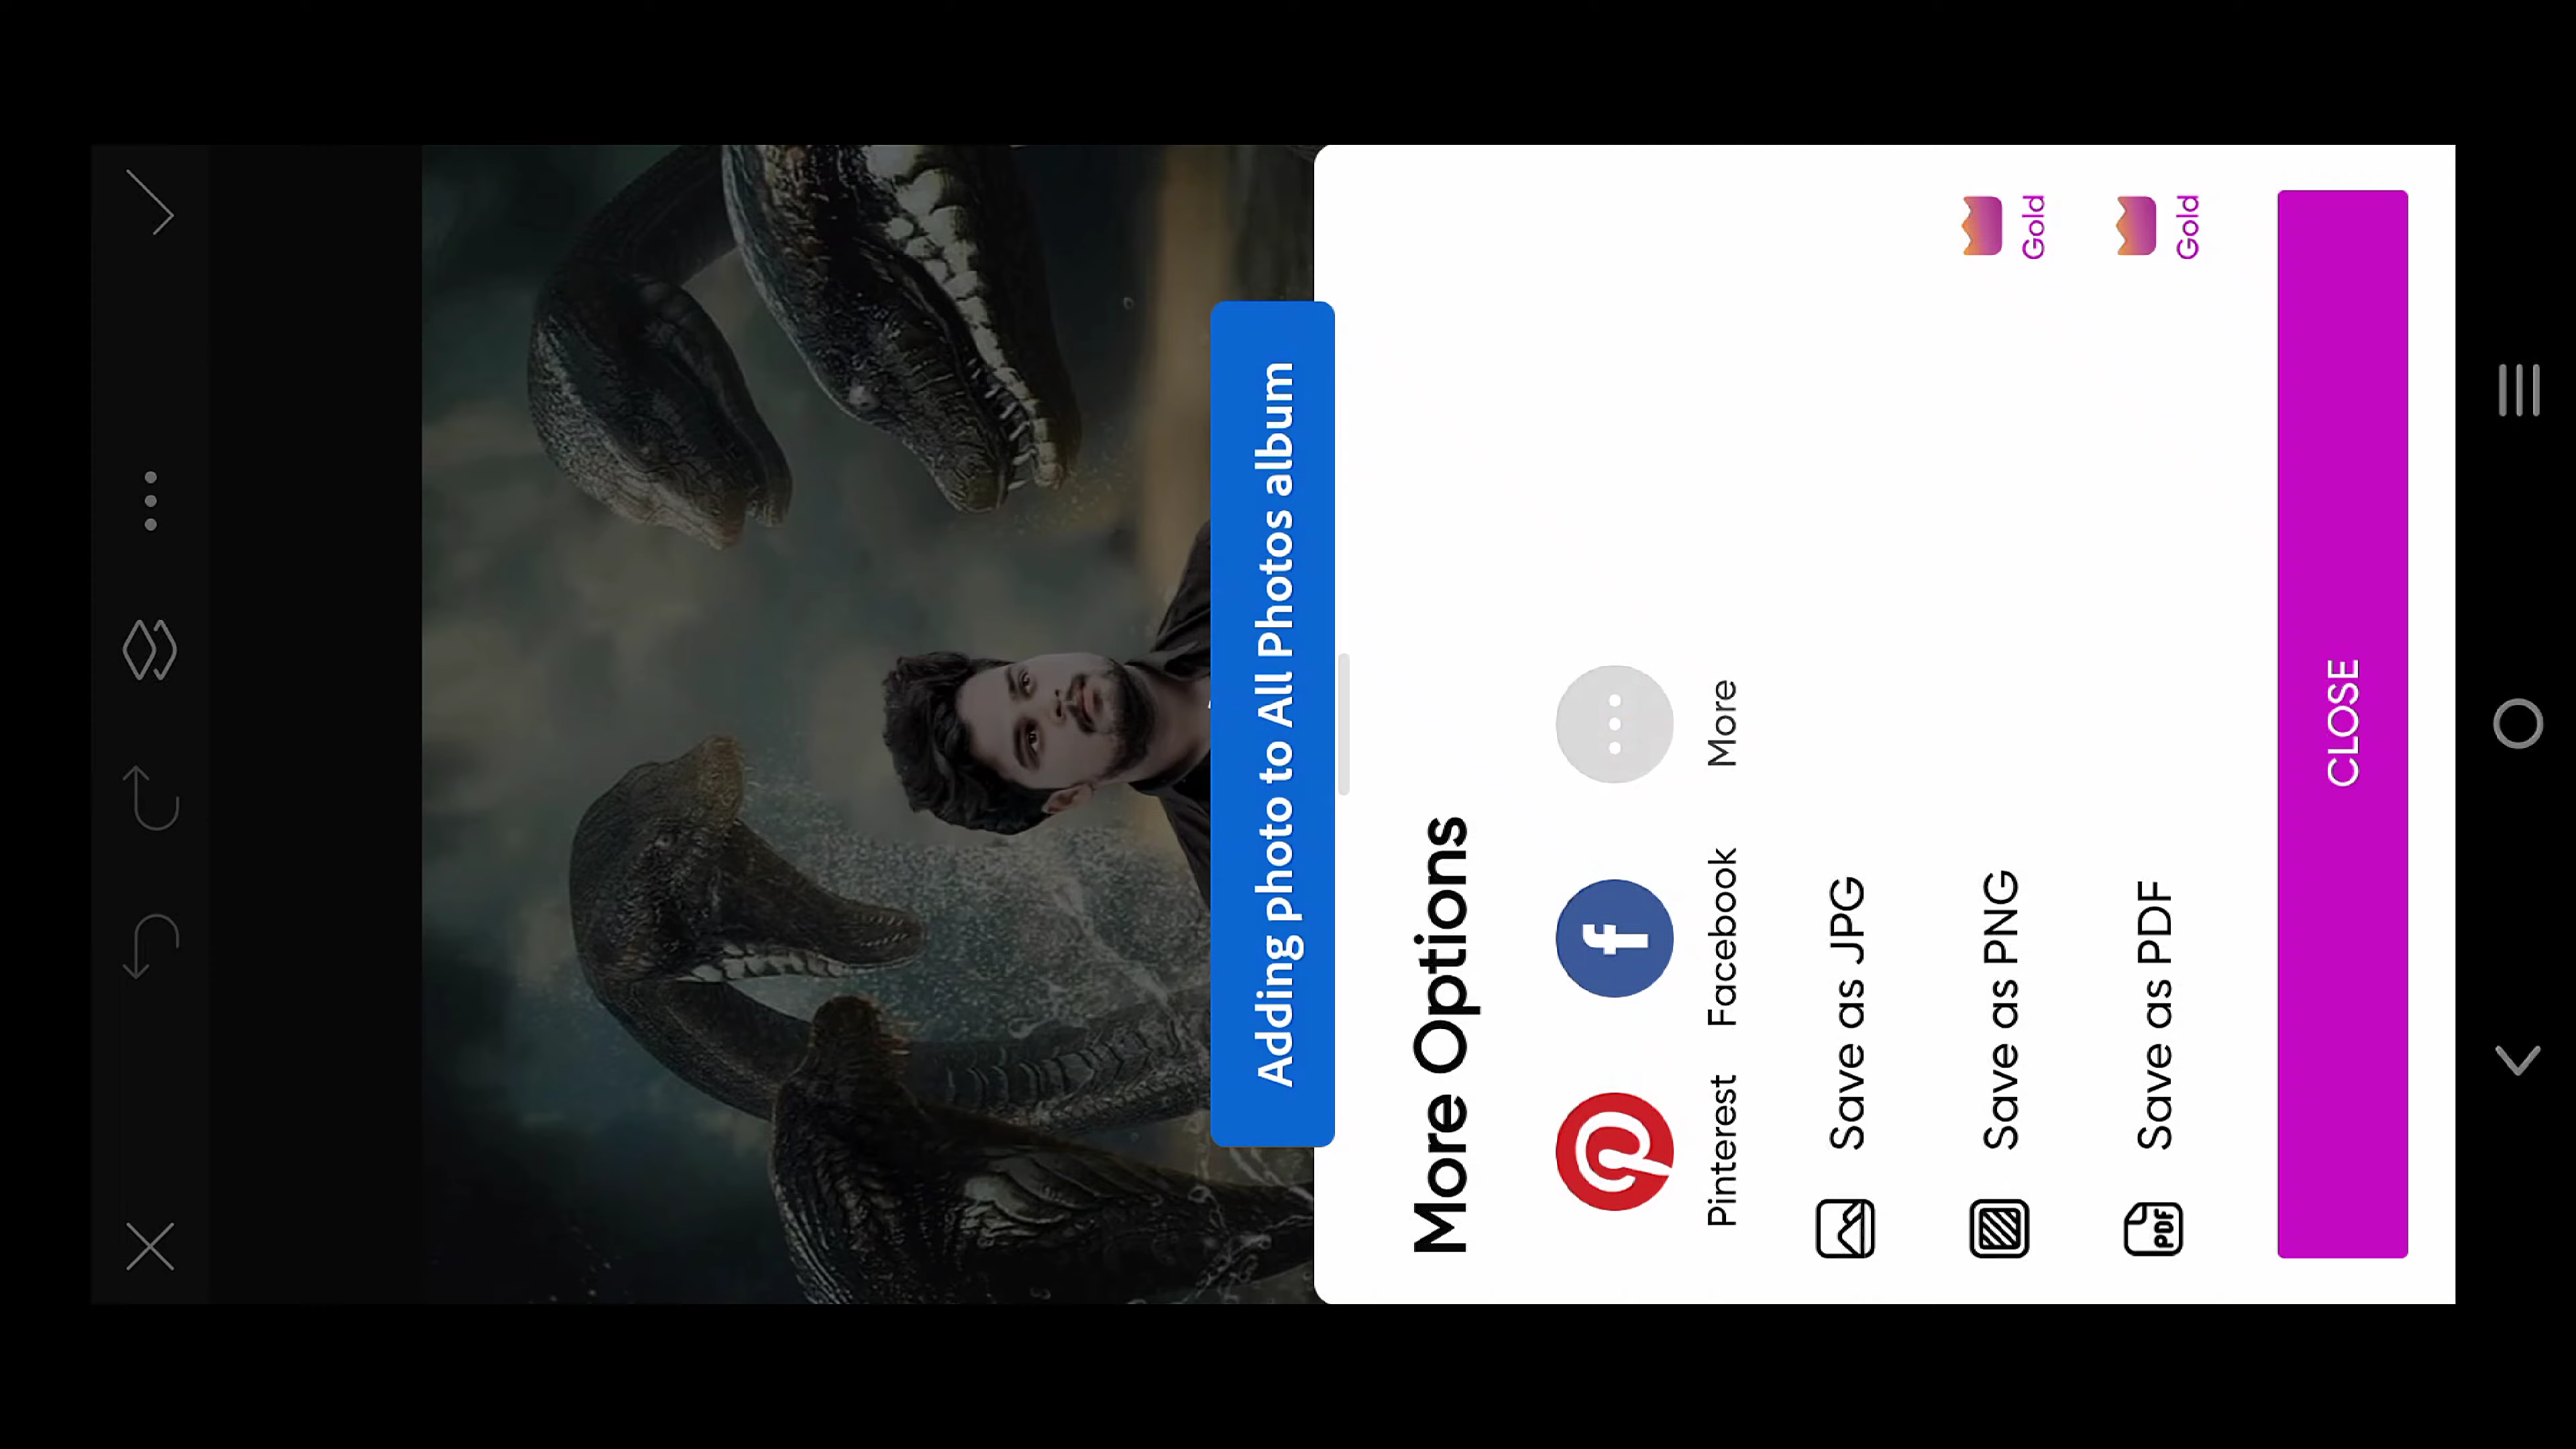 Adding photo to All Photos album
More Options
Pinterest
Facebook
More
Save as JPG
Save as PNG
Gold
PDF
Save as PDF
Gold
CLOSE